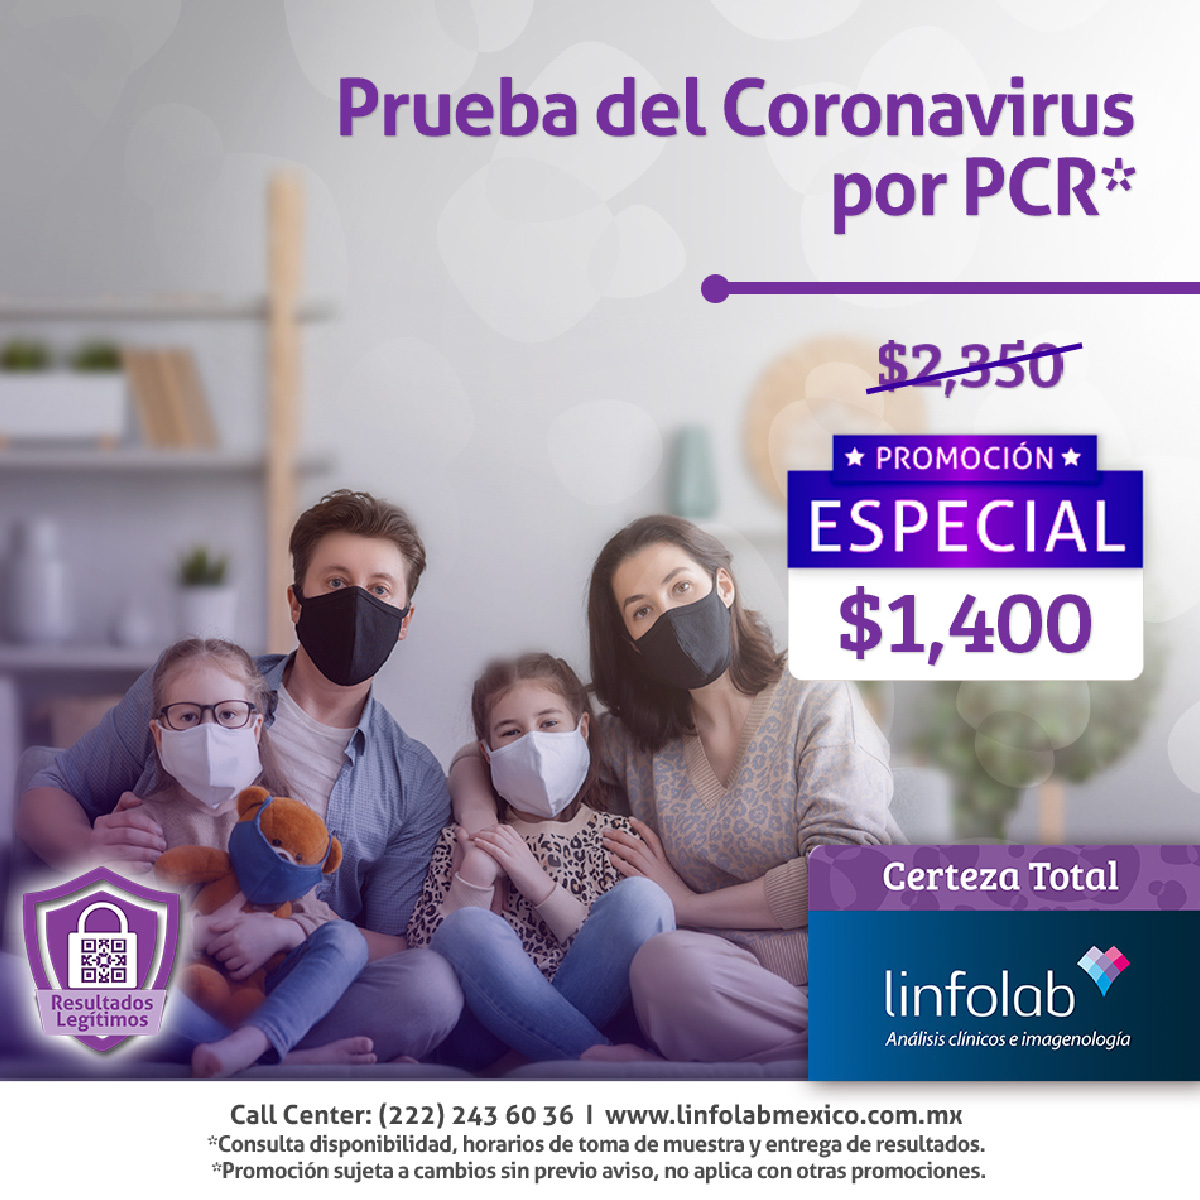 Prueba del Coronavirus
por PCR*
$2,350
★ PROMOCIÓN ★
ESPECIAL
$1,400
Certeza Total
linfolab
Análisis clínicos e imagenología
Resultados
Legítimos
Call Center: (222) 243 60 36 | www.linfolabmexico.com.mx
*Consulta disponibilidad, horarios de toma de muestra y entrega de resultados.
*Promoción sujeta a cambios sin previo aviso, no aplica con otras promociones.